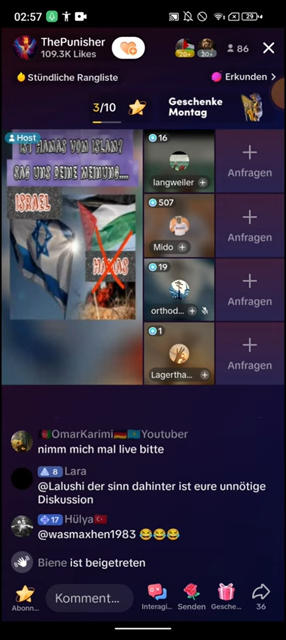 02:57
29
ThePunisher
109.3K Likes
20+
20+
86
Stündliche Rangliste
Erkunden >
3/10
Geschenke
Montag
Host
IST HAMAS VON ISLAM?
SAG UNS DEINE MEINUNG....
ISRAEL
HAMAS
16
langweiler
Anfragen
507
Mido
Anfragen
19
orthod...
Anfragen
1
Lagertha...
Anfragen
OmarKarimi🇩🇪Youtuber
nimm mich mal live bitte
8 Lara
@Lalushi der sinn dahinter ist eure unnötige
Diskussion
17 Hülya🇹🇷
@wasmaxhen1983 😂😂😂
Biene ist beigetreten
Abonn...
Komment...
Interagi...
Senden
Gesche...
36